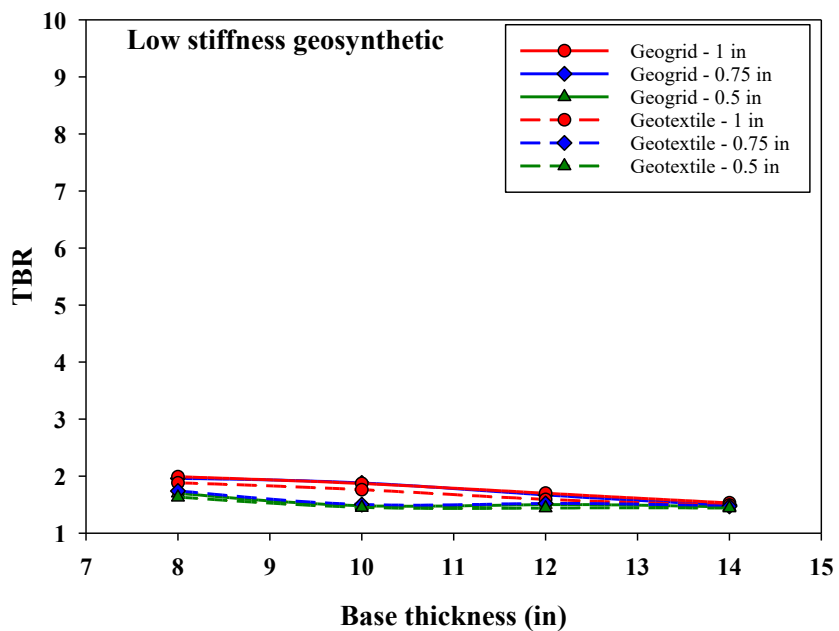 Low stiffness geosynthetic
Geogrid - 1 in
Geogrid - 0.75 in
Geogrid - 0.5 in
Geotextile - 1 in
Geotextile - 0.75 in
Geotextile - 0.5 in
TBR
10
9
8
7
6
5
4
3
2
1
7 8 9 10 11 12 13 14 15
Base thickness (in)